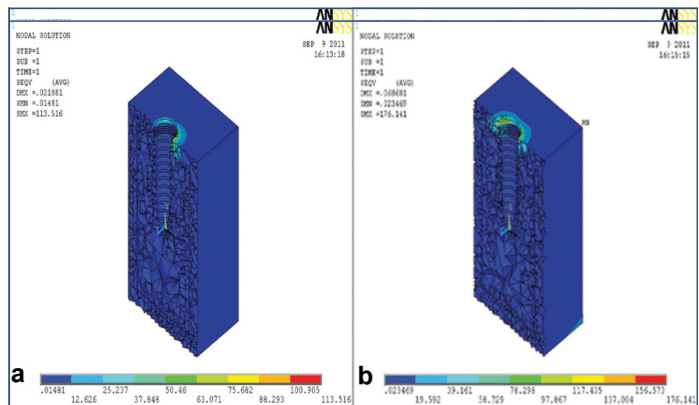 1
NODAL SOLUTION
STEP=1
SUB =1
TIME=1
SEQV (AVG)
DMX =.021881
SMN =.01481
SMX =113.516
ANSYS
SEP 9 2011
16:13:18
a
.01481 25.237 50.46 75.682 100.905
12.626 37.848 63.071 88.293 113.516
1
NODAL SOLUTION
STEP=1
SUB =1
TIME=1
SEQV (AVG)
DMX =.068681
SMN =.023469
SMX =176.141
ANSYS
SEP 9 2011
16:15:15
MN
b
.023469 39.161 78.298 117.435 156.573
19.592 58.729 97.867 137.004 176.141